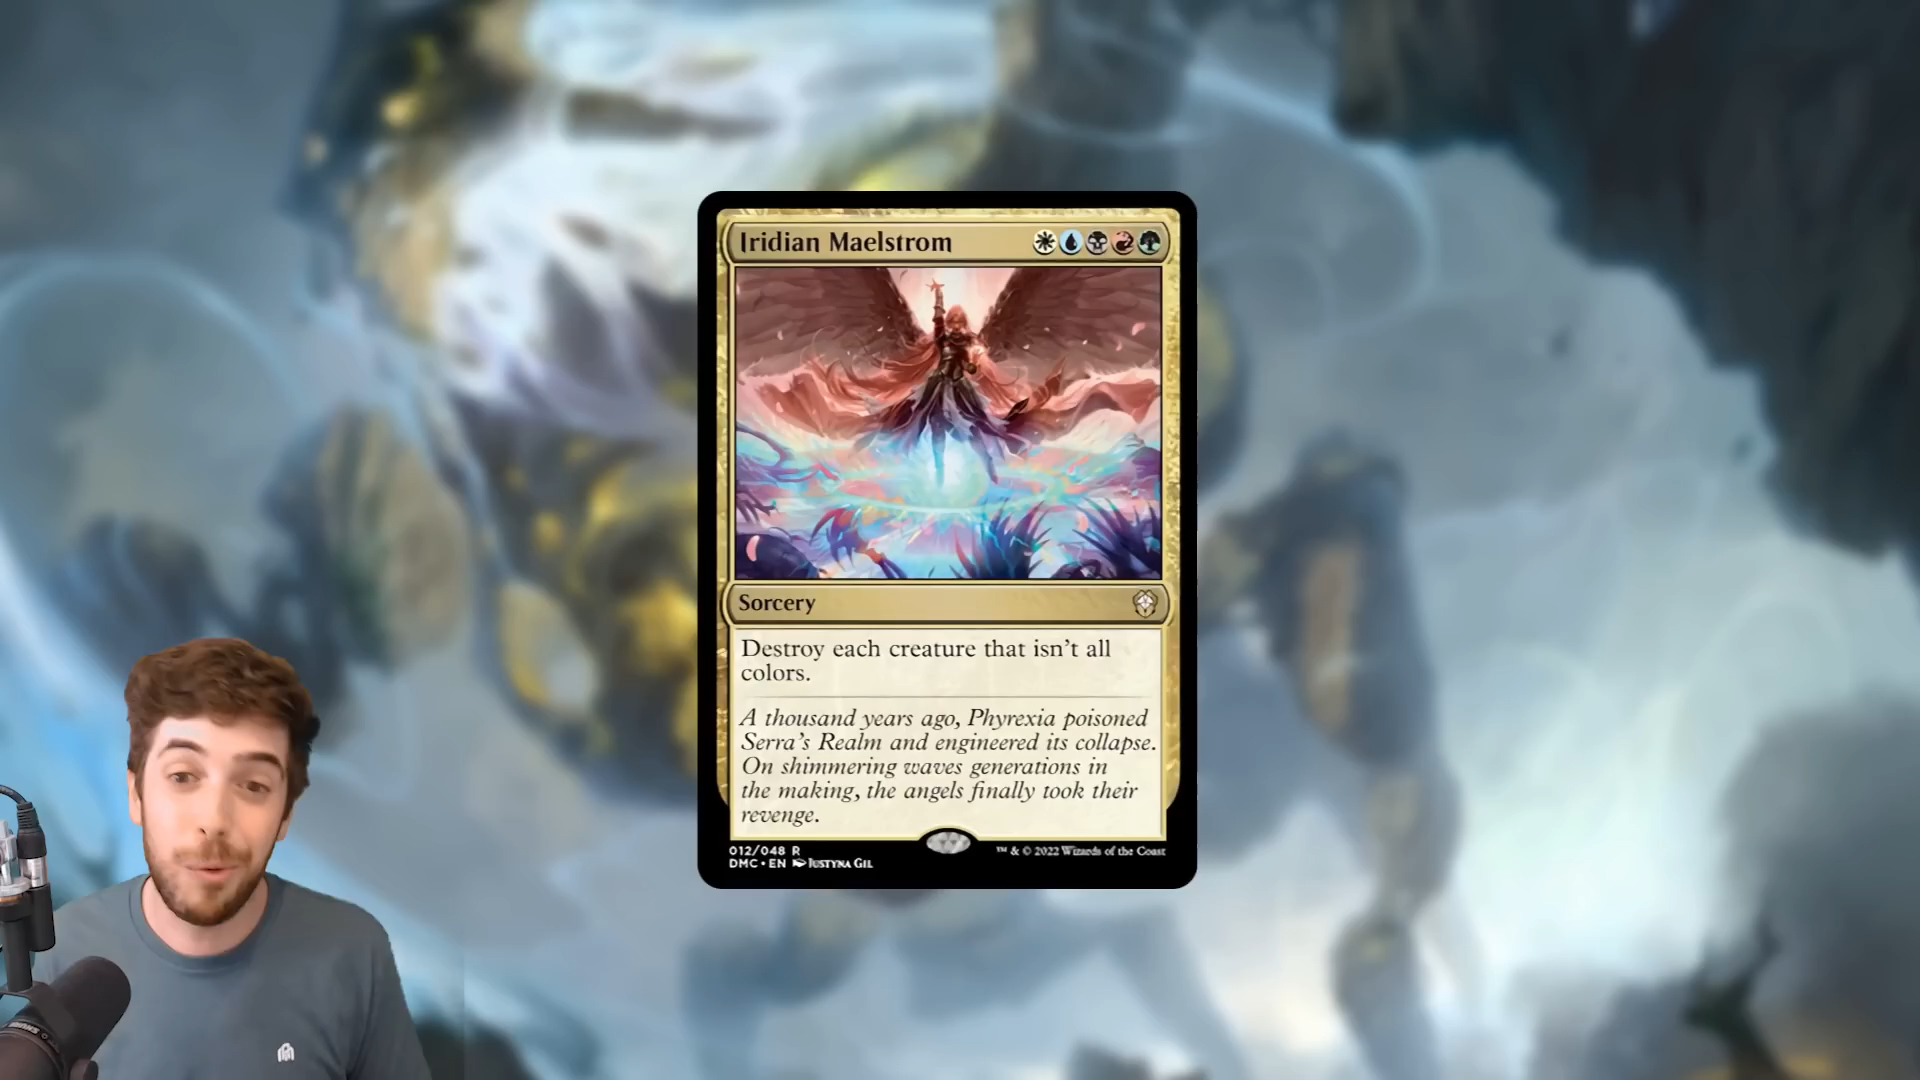 Iridian Maelstrom
Sorcery
Destroy each creature that isn't all
colors.
A thousand years ago, Phyrexia poisoned
Serra's Realm and engineered its collapse.
On shimmering waves generations in
the making, the angels finally took their
revenge.
012/048 R
DMC • EN JUSTYNA GIL
™ & © 2022 Wizards of the Coast
SHURE